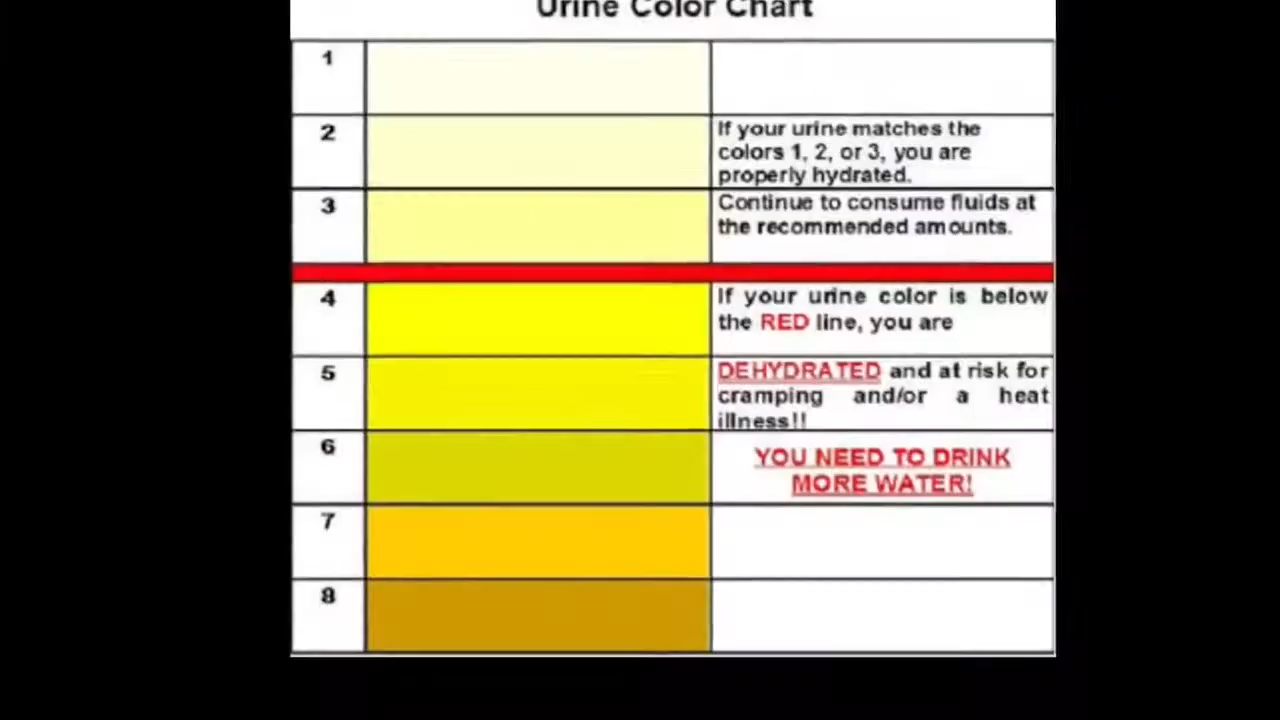 Urine Color Chart
1
2
If your urine matches the
colors 1, 2, or 3, you are
properly hydrated.
3
Continue to consume fluids at
the recommended amounts.
4
If your urine color is below
the RED line, you are
5
DEHYDRATED and at risk for
cramping and/or a heat
illness!!
6
YOU NEED TO DRINK
MORE WATER!
7
8